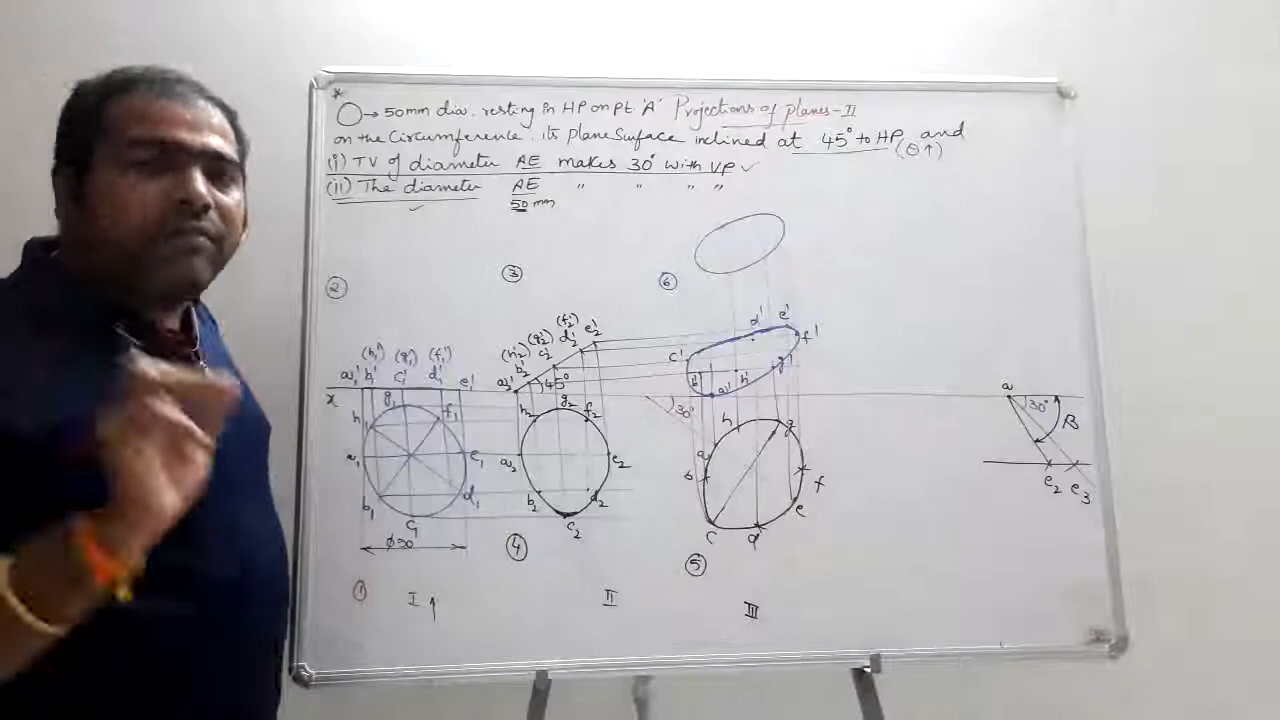 *
→ 50mm dia. resting in HP on pt 'A' Projections of planes-II
on the Circumference. its plane Surface inclined at 45° to HP, and
(θ↑)
(i) TV of diameter AE makes 30° with VP ✓
(ii) The diameter AE " " " "
50 mm
✓
② ③ ⑥
(h1') (g1') (f1')
a1' b1' c1' d1' e1'
(h2') (g2') (f2')
a2' b2' c2' d2' e2'
45°
c' d' e' f'
b' a' h' g'
x
g1 f1 h1 a1 e1 b1 d1 c1
g2 h2 f2 a2 e2 b2 d2 c2
30°
h g a b f e c d
a 30° β
e2 e3
④ ⑤
①
I↑ II III